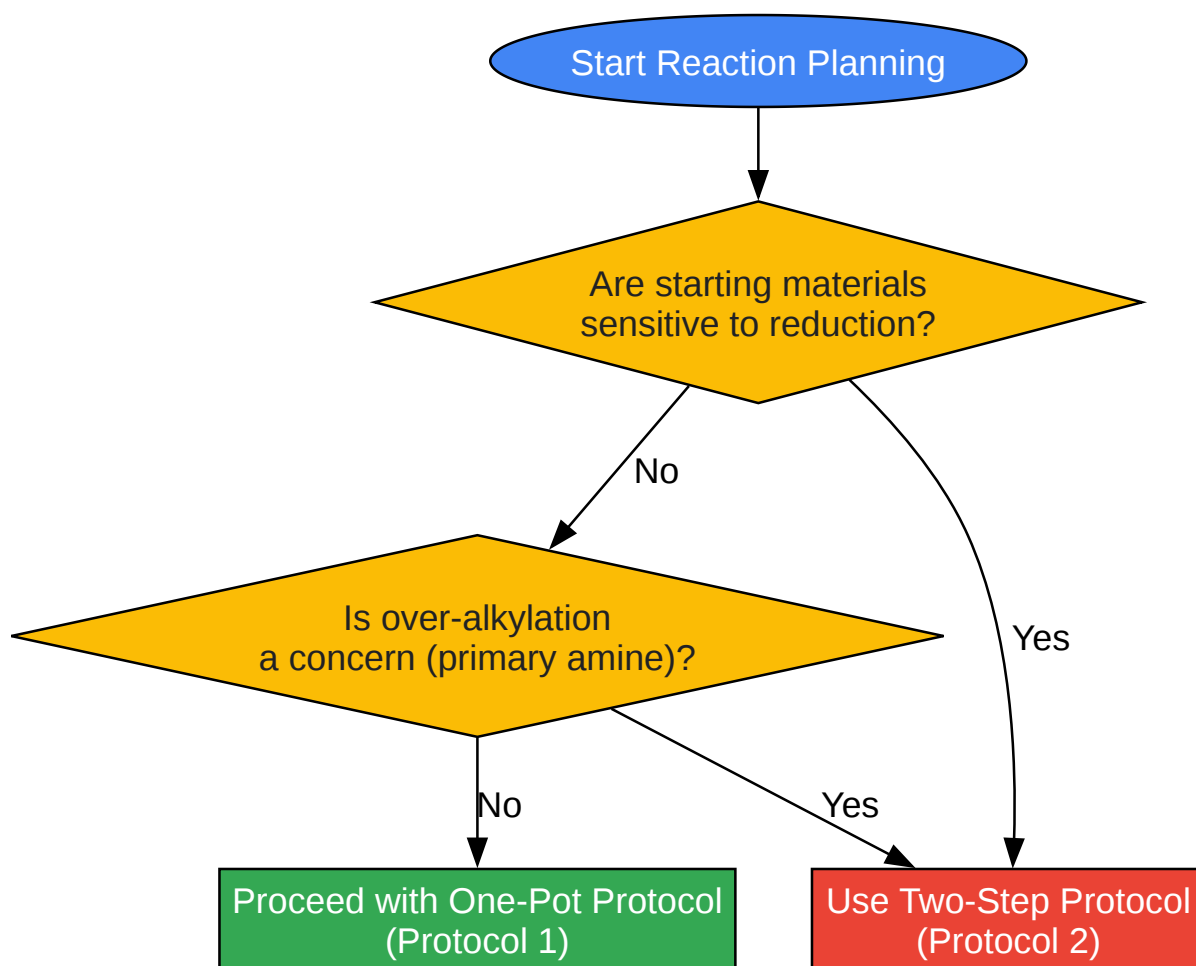 Start Reaction Planning
Are starting materials
sensitive to reduction?
No
Is over-alkylation
a concern (primary amine)?
Yes
No
Yes
Proceed with One-Pot Protocol
(Protocol 1)
Use Two-Step Protocol
(Protocol 2)